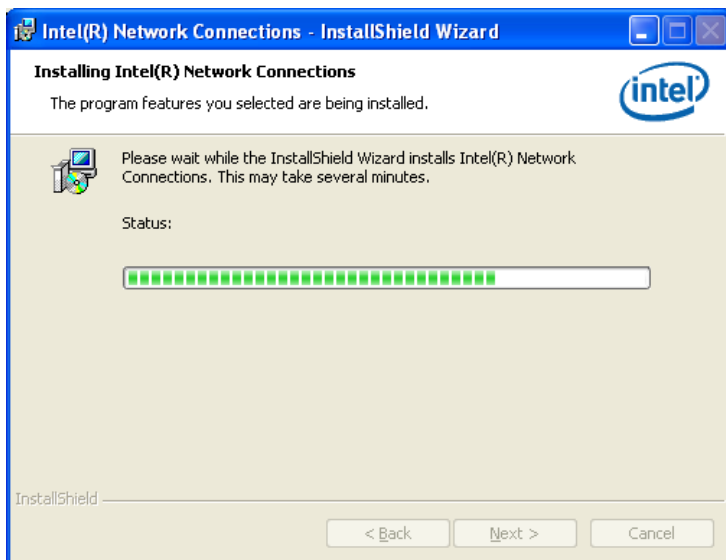 Intel(R) Network Connections - InstallShield Wizard
Installing Intel(R) Network Connections
The program features you selected are being installed.
intel
Please wait while the InstallShield Wizard installs Intel(R) Network
Connections. This may take several minutes.
Status:
InstallShield
< Back Next > Cancel